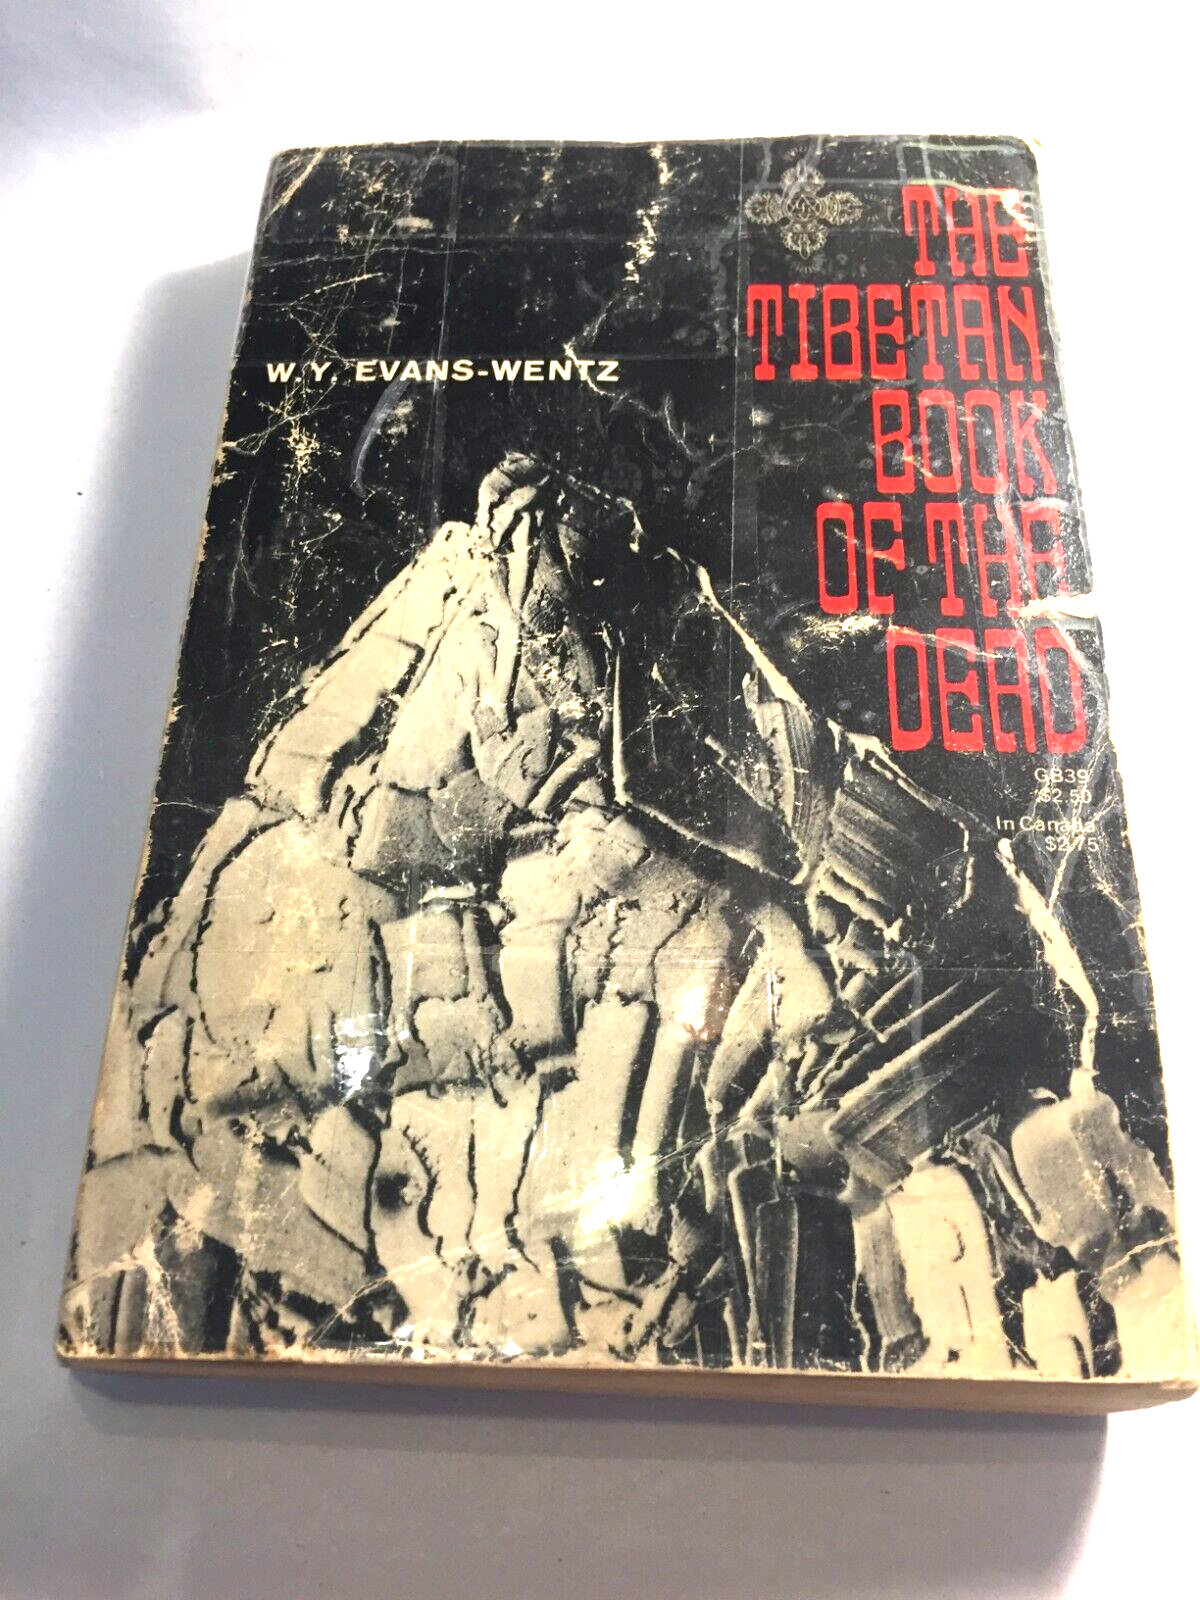 THE
TIBETAN
BOOK
OF THE
DEAD
W. Y. EVANS-WENTZ
GB39
$2.50
In Canada
$2.75